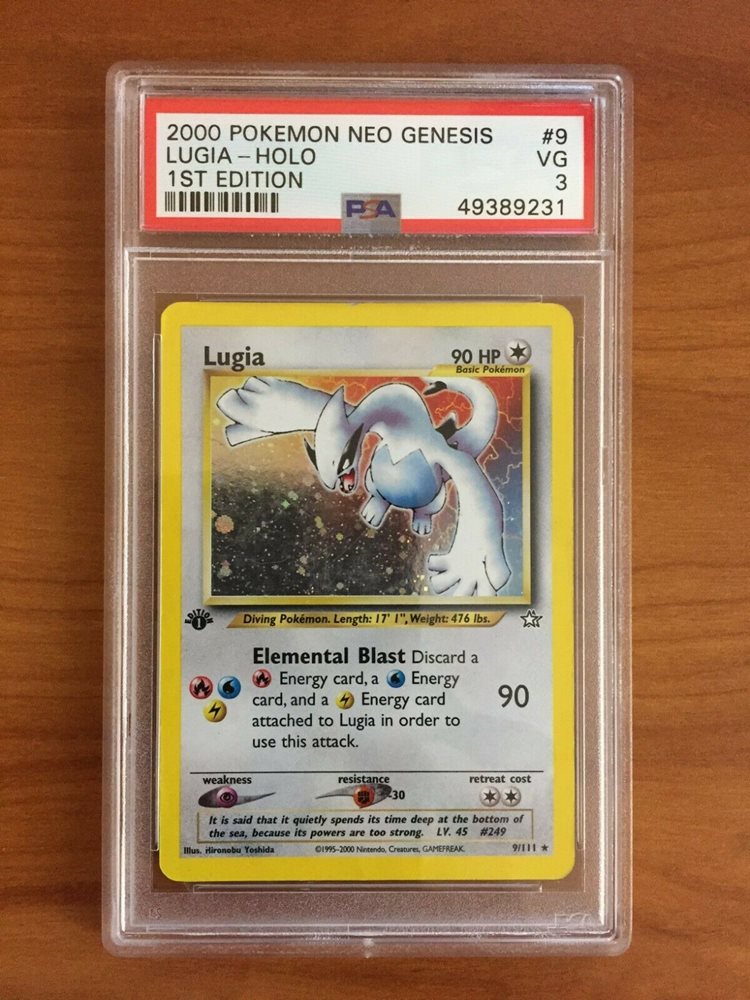 2000 POKEMON NEO GENESIS #9
LUGIA - HOLO VG
1ST EDITION 3
PSA 49389231
Lugia 90 HP
Basic Pokémon
EDITION 1
Diving Pokémon. Length: 17' 1", Weight: 476 lbs.
Elemental Blast Discard a
Energy card, a Energy
card, and a Energy card 90
attached to Lugia in order to
use this attack.
weakness resistance retreat cost
-30
It is said that it quietly spends its time deep at the bottom of
the sea, because its powers are too strong. LV. 45 #249
Illus. Hironobu Yoshida ©1995-2000 Nintendo, Creatures, GAMEFREAK. 9/111 ★